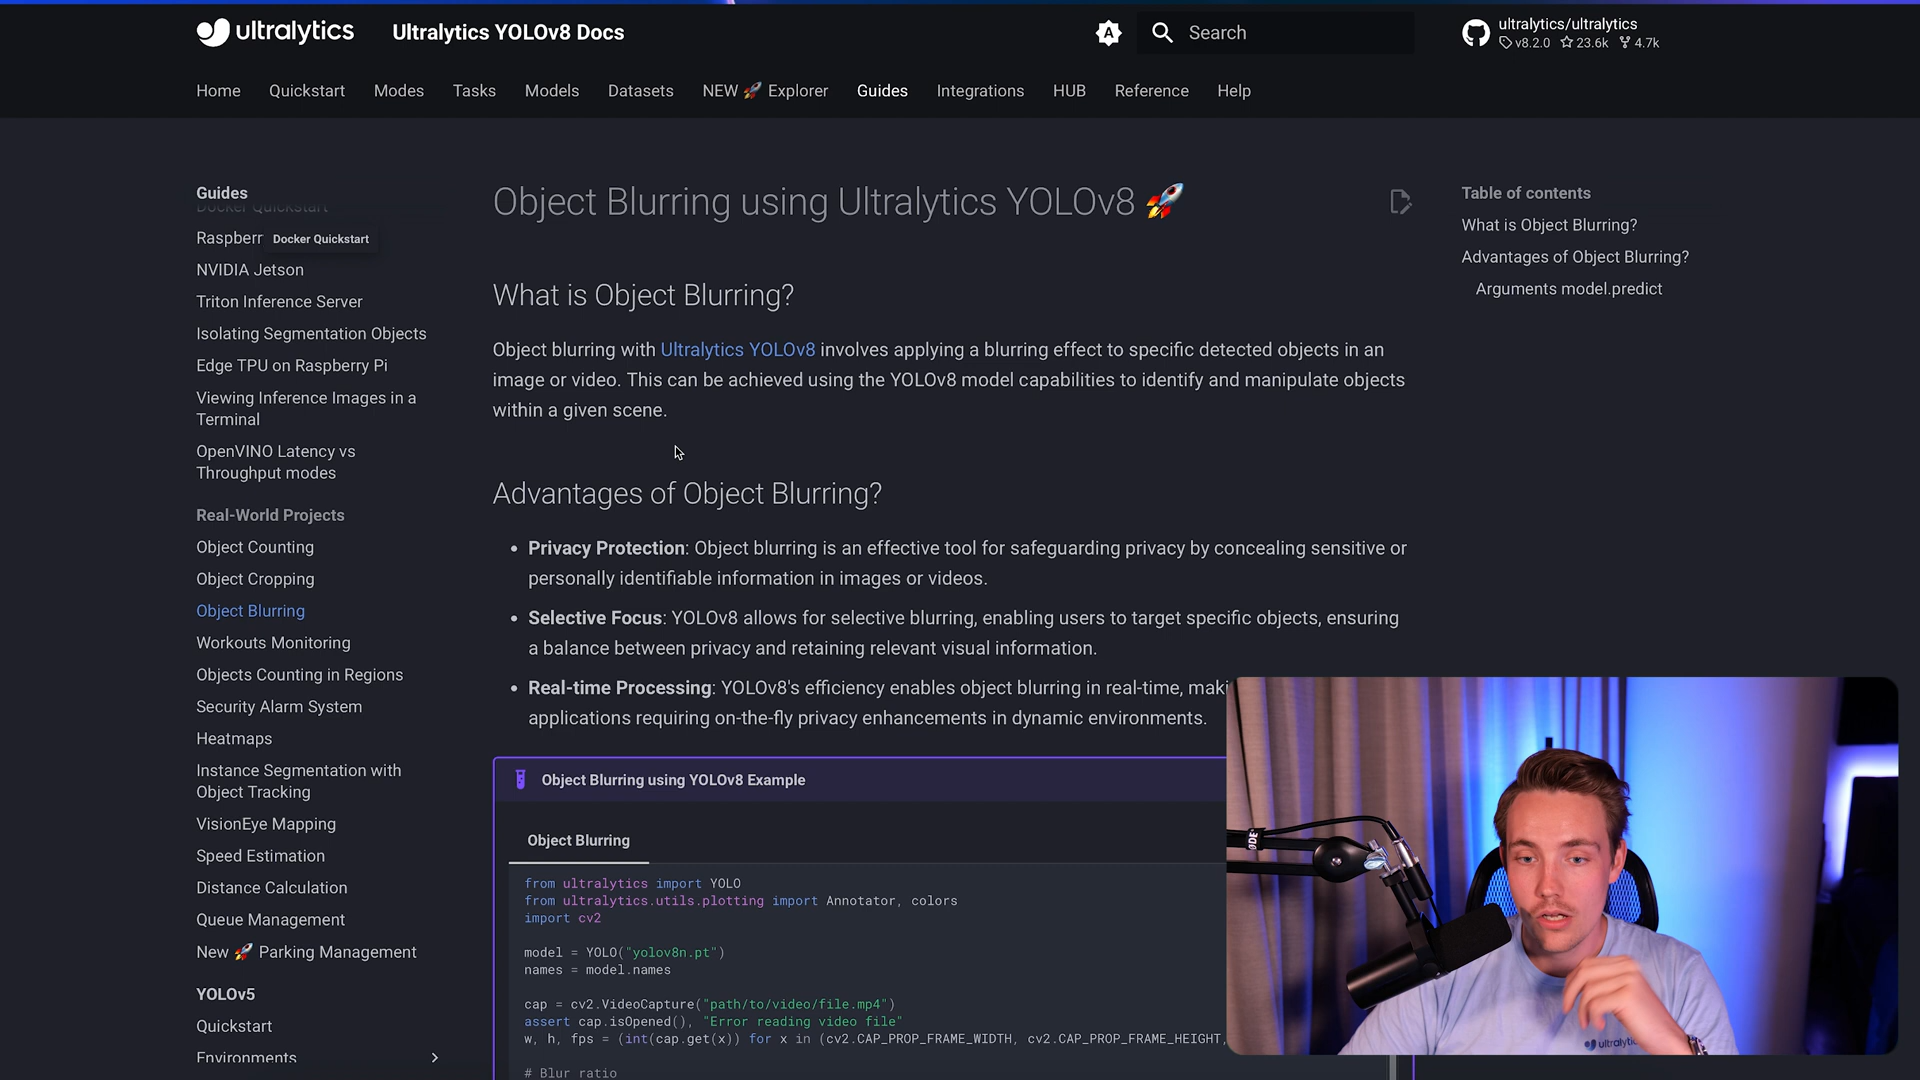 ultralytics
Ultralytics YOLOv8 Docs
A
Search
ultralytics/ultralytics
v8.2.0 23.6k 4.7k
Home
Quickstart
Modes
Tasks
Models
Datasets
NEW 🚀 Explorer
Guides
Integrations
HUB
Reference
Help
Guides
Docker Quickstart
Raspberr
Docker Quickstart
NVIDIA Jetson
Triton Inference Server
Isolating Segmentation Objects
Edge TPU on Raspberry Pi
Viewing Inference Images in a
Terminal
OpenVINO Latency vs
Throughput modes
Real-World Projects
Object Counting
Object Cropping
Object Blurring
Workouts Monitoring
Objects Counting in Regions
Security Alarm System
Heatmaps
Instance Segmentation with
Object Tracking
VisionEye Mapping
Speed Estimation
Distance Calculation
Queue Management
New 🚀 Parking Management
YOLOv5
Quickstart
Environments
Object Blurring using Ultralytics YOLOv8 🚀
What is Object Blurring?
Object blurring with Ultralytics YOLOv8 involves applying a blurring effect to specific detected objects in an
image or video. This can be achieved using the YOLOv8 model capabilities to identify and manipulate objects
within a given scene.
Advantages of Object Blurring?
• Privacy Protection: Object blurring is an effective tool for safeguarding privacy by concealing sensitive or
personally identifiable information in images or videos.
• Selective Focus: YOLOv8 allows for selective blurring, enabling users to target specific objects, ensuring
a balance between privacy and retaining relevant visual information.
• Real-time Processing: YOLOv8's efficiency enables object blurring in real-time, maki
applications requiring on-the-fly privacy enhancements in dynamic environments.
Object Blurring using YOLOv8 Example
Object Blurring
from ultralytics import YOLO
from ultralytics.utils.plotting import Annotator, colors
import cv2
model = YOLO("yolov8n.pt")
names = model.names
cap = cv2.VideoCapture("path/to/video/file.mp4")
assert cap.isOpened(), "Error reading video file"
w, h, fps = (int(cap.get(x)) for x in (cv2.CAP_PROP_FRAME_WIDTH, cv2.CAP_PROP_FRAME_HEIGHT,
# Blur ratio
Table of contents
What is Object Blurring?
Advantages of Object Blurring?
Arguments model.predict